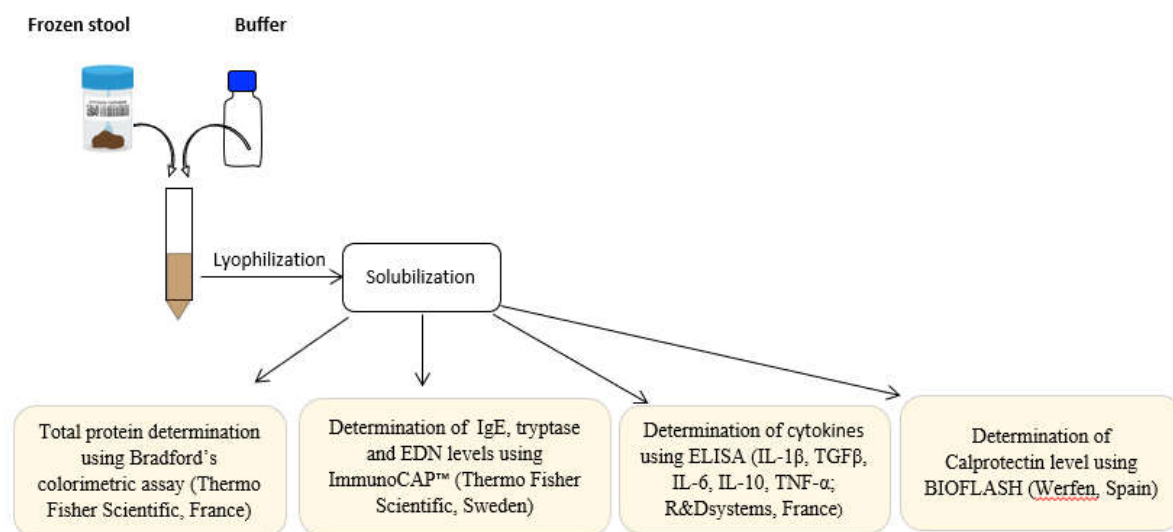 Frozen stool
Buffer
Lyophilization
Solubilization
Total protein determination
using Bradford's
colorimetric assay (Thermo
Fisher Scientific, France)
Determination of IgE, tryptase
and EDN levels using
ImmunoCAP™ (Thermo Fisher
Scientific, Sweden)
Determination of cytokines
using ELISA (IL-1β, TGFβ,
IL-6, IL-10, TNF-α;
R&Dsystems, France)
Determination of
Calprotectin level using
BIOFLASH (Werfen, Spain)